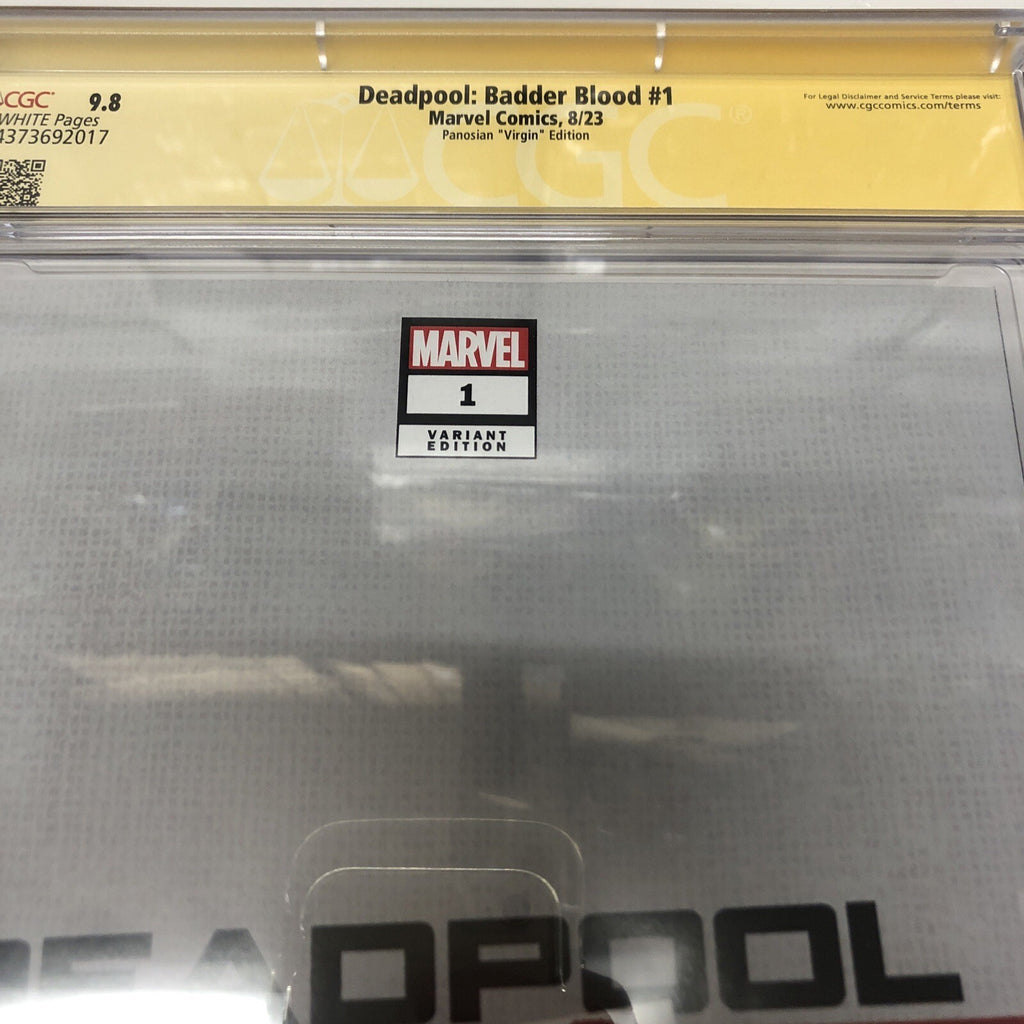 CGC 9.8
WHITE Pages
4373692017
Deadpool: Badder Blood #1
Marvel Comics, 8/23
Panosian "Virgin" Edition
For Legal Disclaimer and Service Terms please visit:
www.cgccomics.com/terms
CGC®
MARVEL
1
VARIANT
EDITION
DEADPOOL